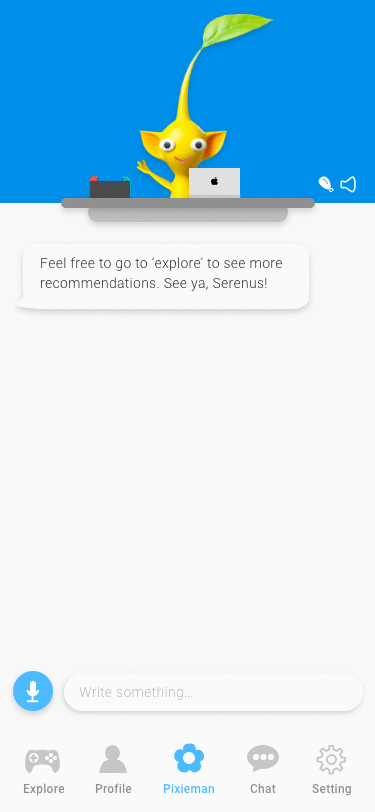 Feel free to go to ‘explore’ to see more
recommendations. See ya, Serenus!
Write something...
Explore
Profile
Pixieman
Chat
Setting